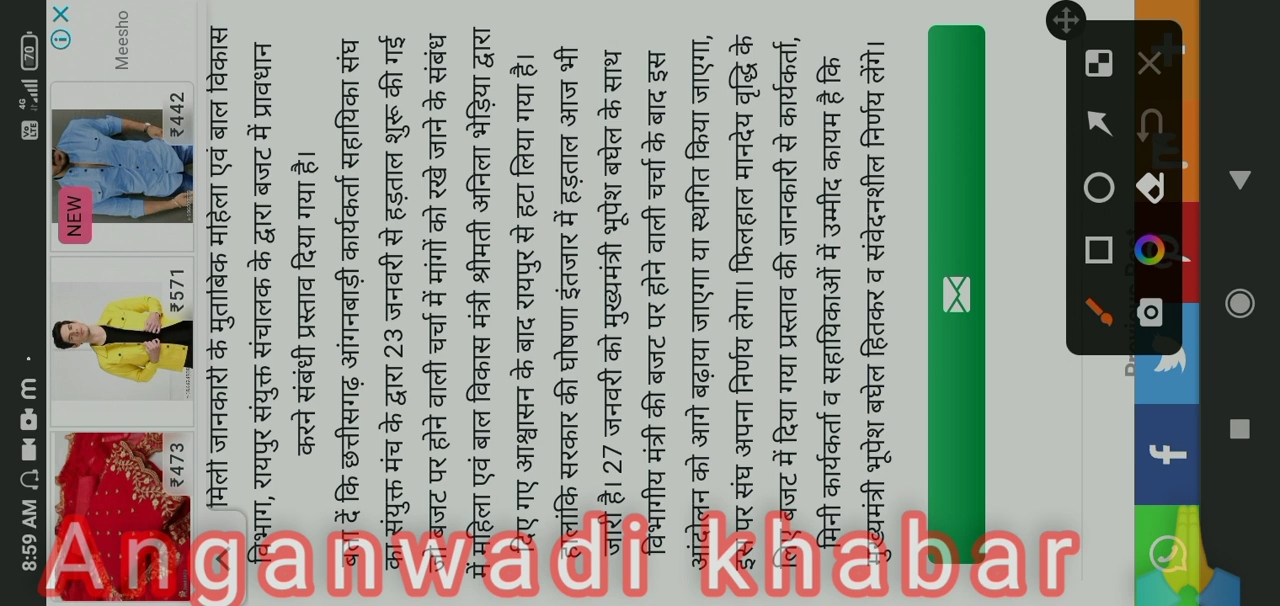 8:59 AM
m
Vo LTE
4G
70
₹473
₹571
NEW
₹442
Meesho
मिली जानकारी के मुताबिक महिला एवं बाल विकास
विभाग, रायपुर संयुक्त संचालक के द्वारा बजट में प्रावधान
करने संबंधी प्रस्ताव दिया गया है।
बता दें कि छत्तीसगढ़ आंगनबाड़ी कार्यकर्ता सहायिका संघ
का संयुक्त मंच के द्वारा 23 जनवरी से हड़ताल शुरू की गई
जो बजट पर होने वाली चर्चा में मांगों को रखे जाने के संबंध
में महिला एवं बाल विकास मंत्री श्रीमती अनिला भेड़िया द्वारा
दिए गए आश्वासन के बाद रायपुर से हटा लिया गया है।
हालांकि सरकार की घोषणा इंतजार में हड़ताल आज भी
जारी है। 27 जनवरी को मुख्यमंत्री भूपेश बघेल के साथ
विभागीय मंत्री की बजट पर होने वाली चर्चा के बाद इस
आंदोलन को आगे बढ़ाया जाएगा या स्थगित किया जाएगा,
इस पर संघ अपना निर्णय लेगा। फिलहाल मानदेय वृद्धि के
लिए बजट में दिया गया प्रस्ताव की जानकारी से कार्यकर्ता,
मिनी कार्यकर्ता व सहायिकाओं में उम्मीद कायम है कि
मुख्यमंत्री भूपेश बघेल हितकर व संवेदनशील निर्णय लेंगे।
Anganwadi khabar